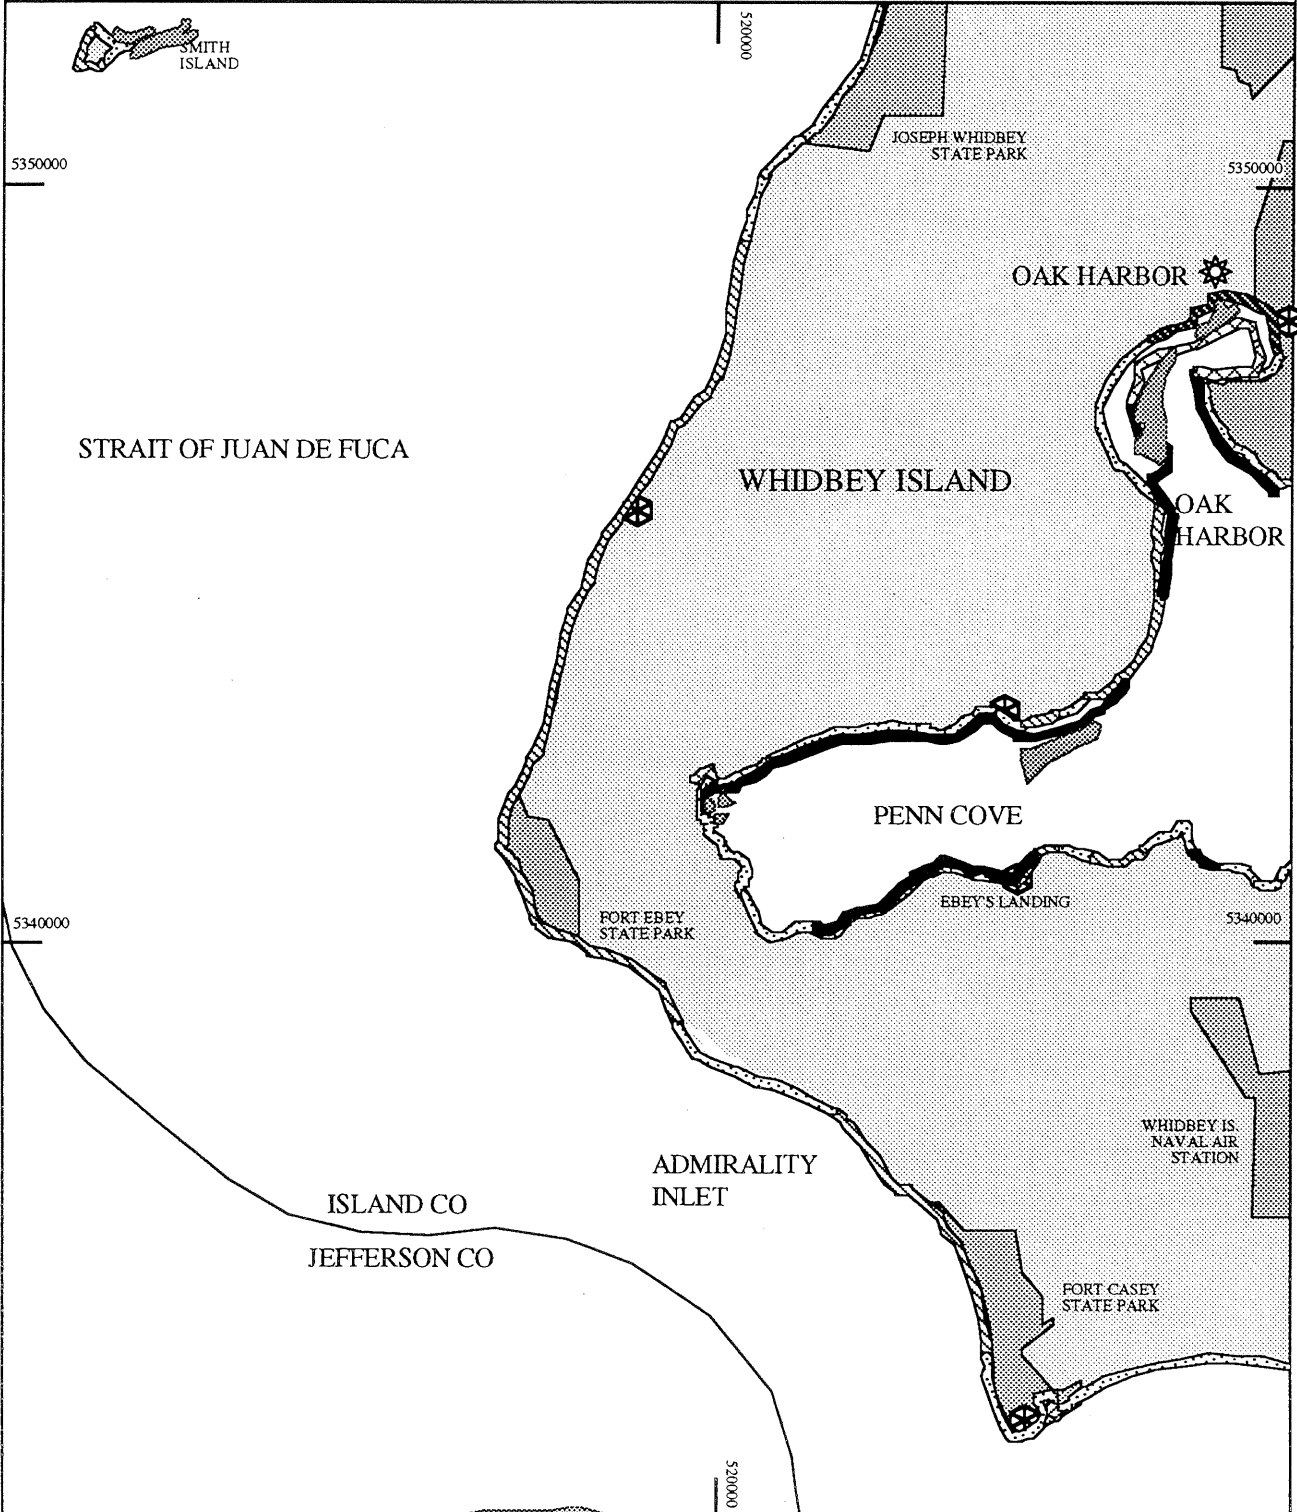 520000
SMITH
ISLAND
JOSEPH WHIDBEY
STATE PARK
5350000
5350000
OAK HARBOR
STRAIT OF JUAN DE FUCA
WHIDBEY ISLAND
OAK
HARBOR
PENN COVE
EBEY'S LANDING
FORT EBEY
STATE PARK
5340000
5340000
WHIDBEY IS.
NAVAL AIR
STATION
ADMIRALITY
INLET
ISLAND CO
JEFFERSON CO
FORT CASEY
STATE PARK
520000